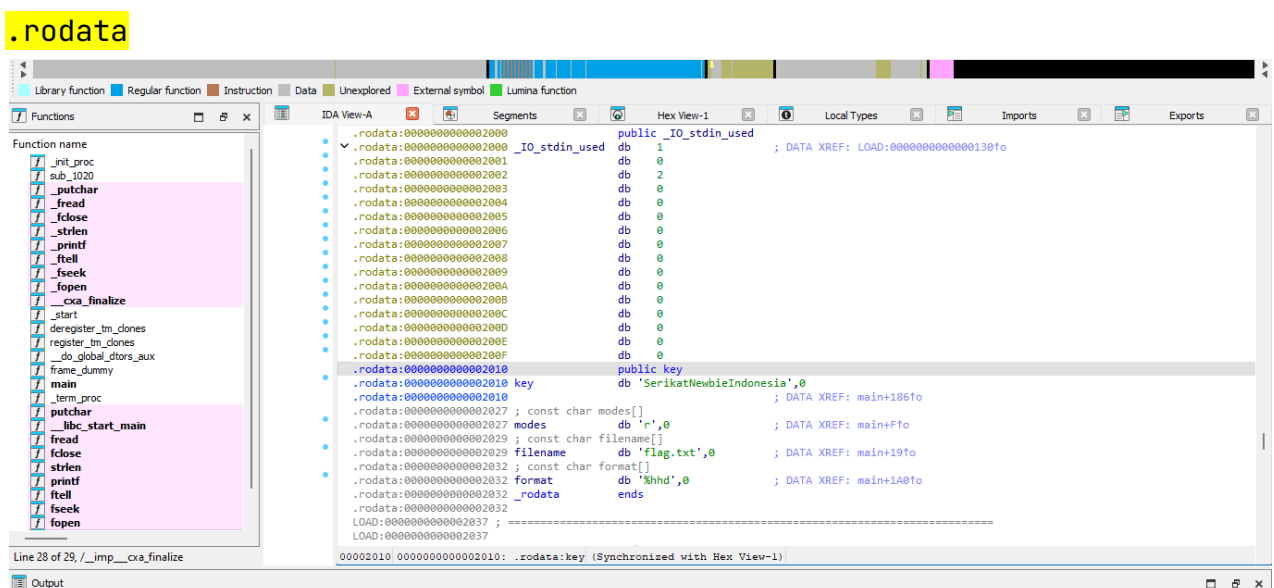 .rodata
Library function Regular function Instruction Data Unexplored External symbol Lumina function
Functions
IDA View-A Segments Hex View-1 Local Types Imports Exports
Function name
_init_proc
sub_1020
_putchar
_fread
_fclose
_strlen
_printf
_ftell
_fseek
_fopen
__cxa_finalize
_start
deregister_tm_clones
register_tm_clones
__do_global_dtors_aux
frame_dummy
main
_term_proc
putchar
__libc_start_main
fread
fclose
strlen
printf
ftell
fseek
fopen
Line 28 of 29, /__imp___cxa_finalize
.rodata:0000000000002000 public _IO_stdin_used
.rodata:0000000000002000 _IO_stdin_used db 1 ; DATA XREF: LOAD:0000000000000130↑o
.rodata:0000000000002001 db 0
.rodata:0000000000002002 db 2
.rodata:0000000000002003 db 0
.rodata:0000000000002004 db 0
.rodata:0000000000002005 db 0
.rodata:0000000000002006 db 0
.rodata:0000000000002007 db 0
.rodata:0000000000002008 db 0
.rodata:0000000000002009 db 0
.rodata:000000000000200A db 0
.rodata:000000000000200B db 0
.rodata:000000000000200C db 0
.rodata:000000000000200D db 0
.rodata:000000000000200E db 0
.rodata:000000000000200F db 0
.rodata:0000000000002010 public key
.rodata:0000000000002010 key db 'SerikatNewbieIndonesia',0
.rodata:0000000000002010 ; DATA XREF: main+186↑o
.rodata:0000000000002027 ; const char modes[]
.rodata:0000000000002027 modes db 'r',0 ; DATA XREF: main+F↑o
.rodata:0000000000002029 ; const char filename[]
.rodata:0000000000002029 filename db 'flag.txt',0 ; DATA XREF: main+19↑o
.rodata:0000000000002032 ; const char format[]
.rodata:0000000000002032 format db '%hhd',0 ; DATA XREF: main+1A0↑o
.rodata:0000000000002032 _rodata ends
.rodata:0000000000002032
LOAD:0000000000002037 ; ===========================================================================
LOAD:0000000000002037
00002010 0000000000002010: .rodata:key (Synchronized with Hex View-1)
Output